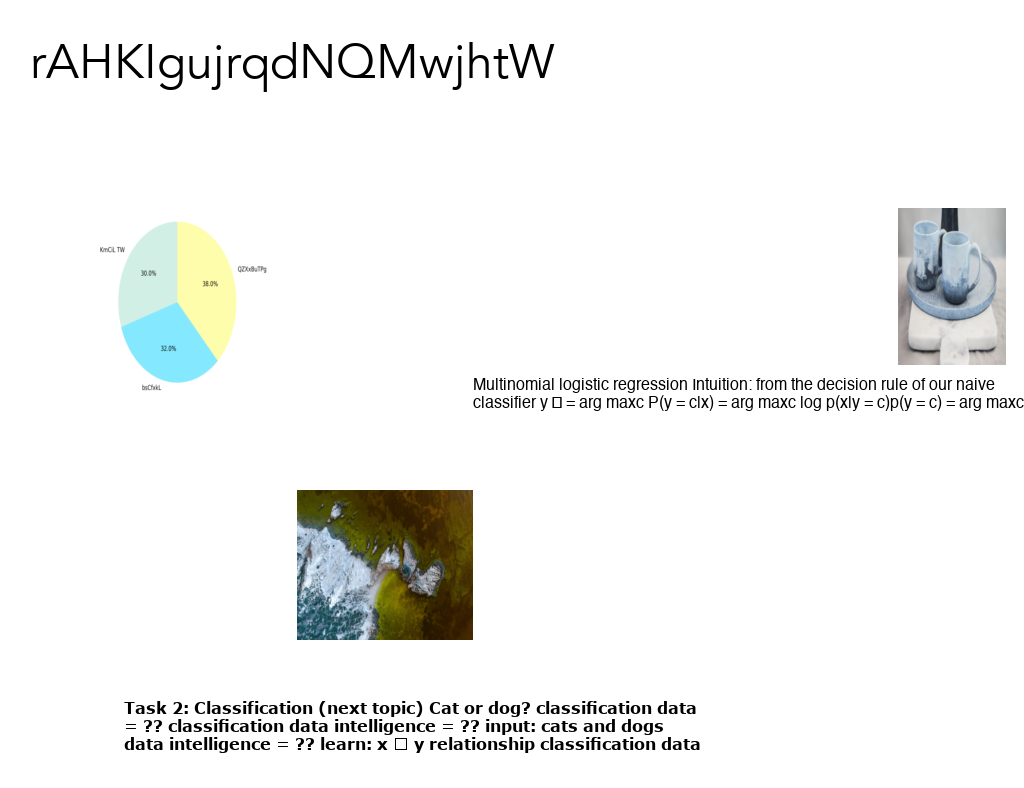 rAHKIgujrqdNQMwjhtW
KmCiL TW
30.0%
QZXxBuTPg
38.0%
32.0%
bsCfxkL
Multinomial logistic regression Intuition: from the decision rule of our naive
classifier y □ = arg maxc P(y = c|x) = arg maxc log p(x|y = c)p(y = c) = arg maxc
Task 2: Classification (next topic) Cat or dog? classification data
= ?? classification data intelligence = ?? input: cats and dogs
data intelligence = ?? learn: x □ y relationship classification data